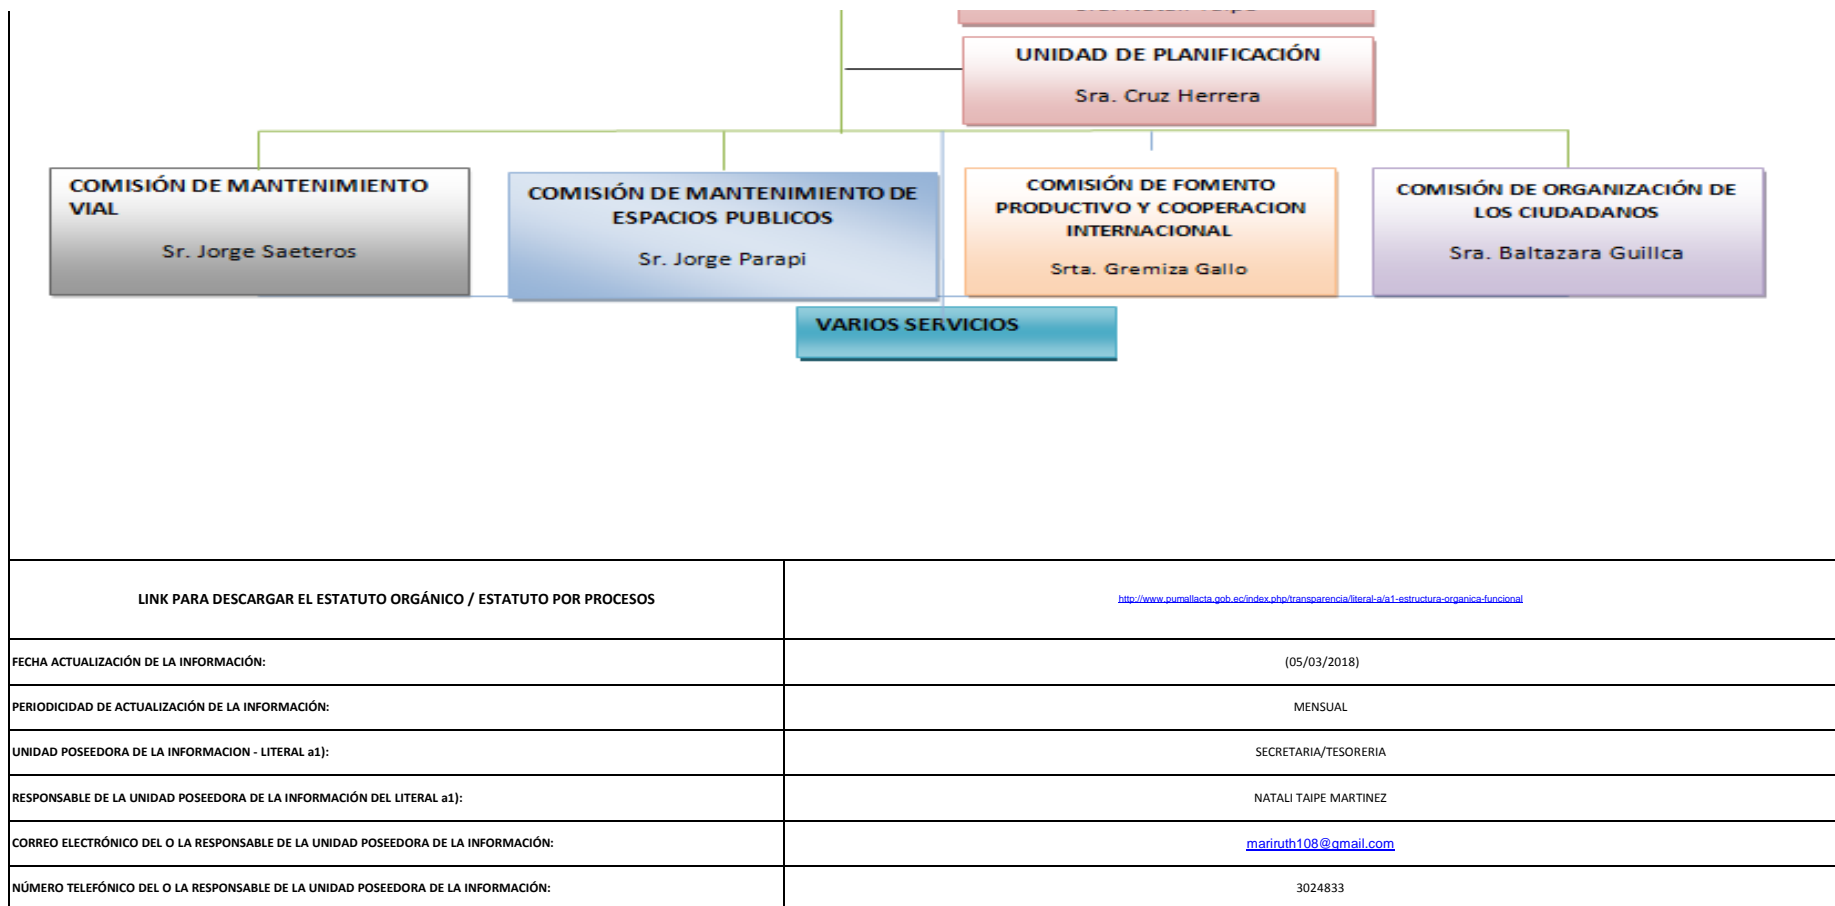 UNIDAD DE PLANIFICACIÓN
Sra. Cruz Herrera
COMISIÓN DE MANTENIMIENTO
VIAL
Sr. Jorge Saeteros
COMISIÓN DE MANTENIMIENTO DE
ESPACIOS PUBLICOS
Sr. Jorge Parapi
COMISIÓN DE FOMENTO
PRODUCTIVO Y COOPERACION
INTERNACIONAL
Srta. Gremiza Gallo
COMISIÓN DE ORGANIZACIÓN DE
LOS CIUDADANOS
Sra. Baltazara Guillca
VARIOS SERVICIOS
LINK PARA DESCARGAR EL ESTATUTO ORGÁNICO / ESTATUTO POR PROCESOS
http://www.pumallacta.gob.ec/index.php/transparencia/literal-a/a1-estructura-organica-funcional
FECHA ACTUALIZACIÓN DE LA INFORMACIÓN:
(05/03/2018)
PERIODICIDAD DE ACTUALIZACIÓN DE LA INFORMACIÓN:
MENSUAL
UNIDAD POSEEDORA DE LA INFORMACION - LITERAL a1):
SECRETARIA/TESORERIA
RESPONSABLE DE LA UNIDAD POSEEDORA DE LA INFORMACIÓN DEL LITERAL a1):
NATALI TAIPE MARTINEZ
CORREO ELECTRÓNICO DEL O LA RESPONSABLE DE LA UNIDAD POSEEDORA DE LA INFORMACIÓN:
mariruth108@gmail.com
NÚMERO TELEFÓNICO DEL O LA RESPONSABLE DE LA UNIDAD POSEEDORA DE LA INFORMACIÓN:
3024833